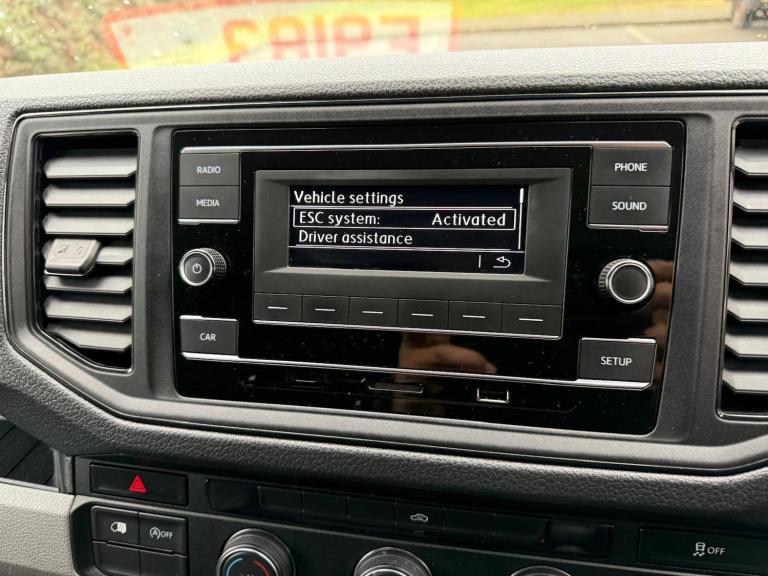 RADIO
MEDIA
Vehicle settings
ESC system: Activated
Driver assistance
PHONE
SOUND
CAR
SETUP
A OFF
OFF